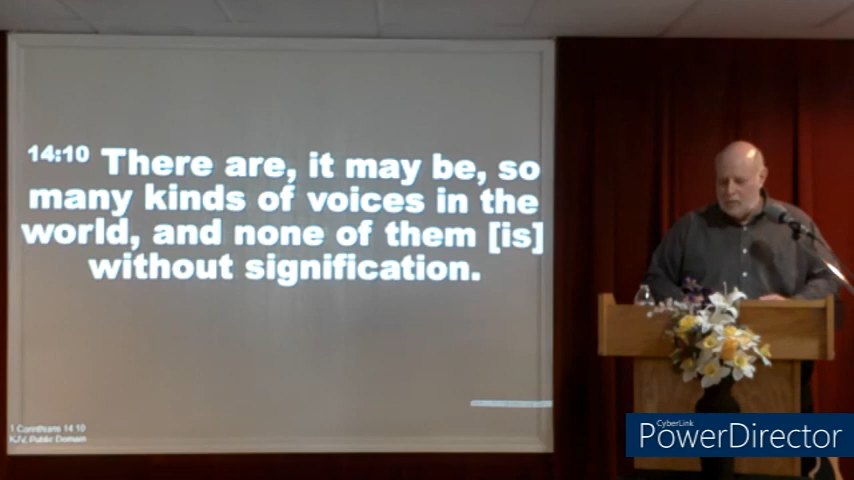 14:10 There are, it may be, so
many kinds of voices in the
world, and none of them [is]
without signification.
1 Corinthians 14:10
KJV, Public Domain
CyberLink
PowerDirector